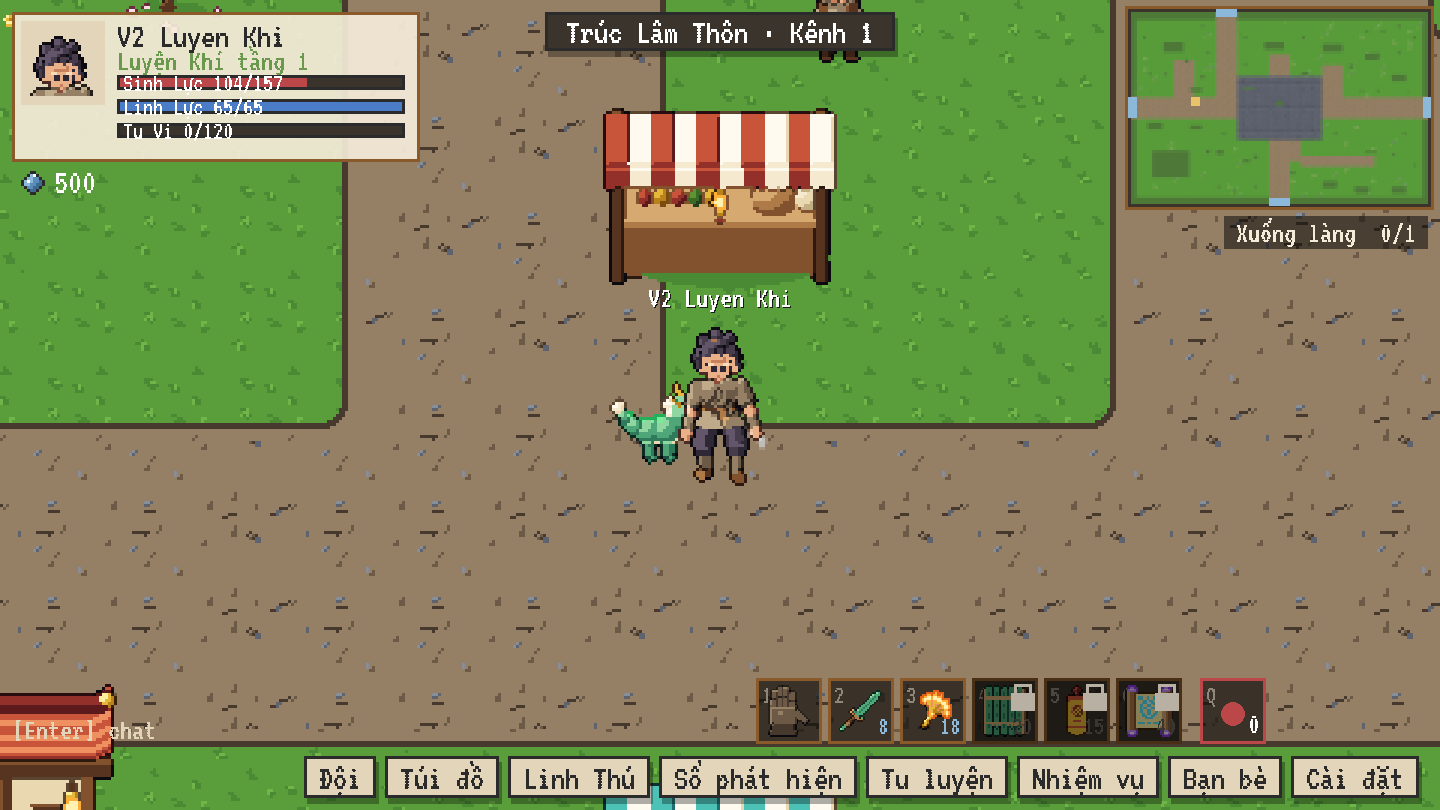 V2 Luyen Khi
Luyện Khí tầng 1
Sinh Lực 104/157
Linh Lực 65/65
Tu Vi 0/120
500
Trúc Lâm Thôn · Kênh 1
Xuống làng 0/1
V2 Luyen Khi
[Enter] chat
1
2 8
3 18
5 15
Q 0
Đội
Túi đồ
Linh Thú
Sổ phát hiện
Tu luyện
Nhiệm vụ
Bạn bè
Cài đặt